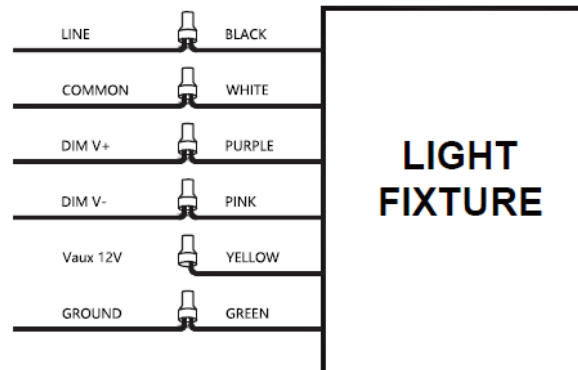 LINE BLACK
COMMON WHITE
DIM V+ PURPLE
LIGHT
FIXTURE
DIM V- PINK
Vaux 12V YELLOW
GROUND GREEN